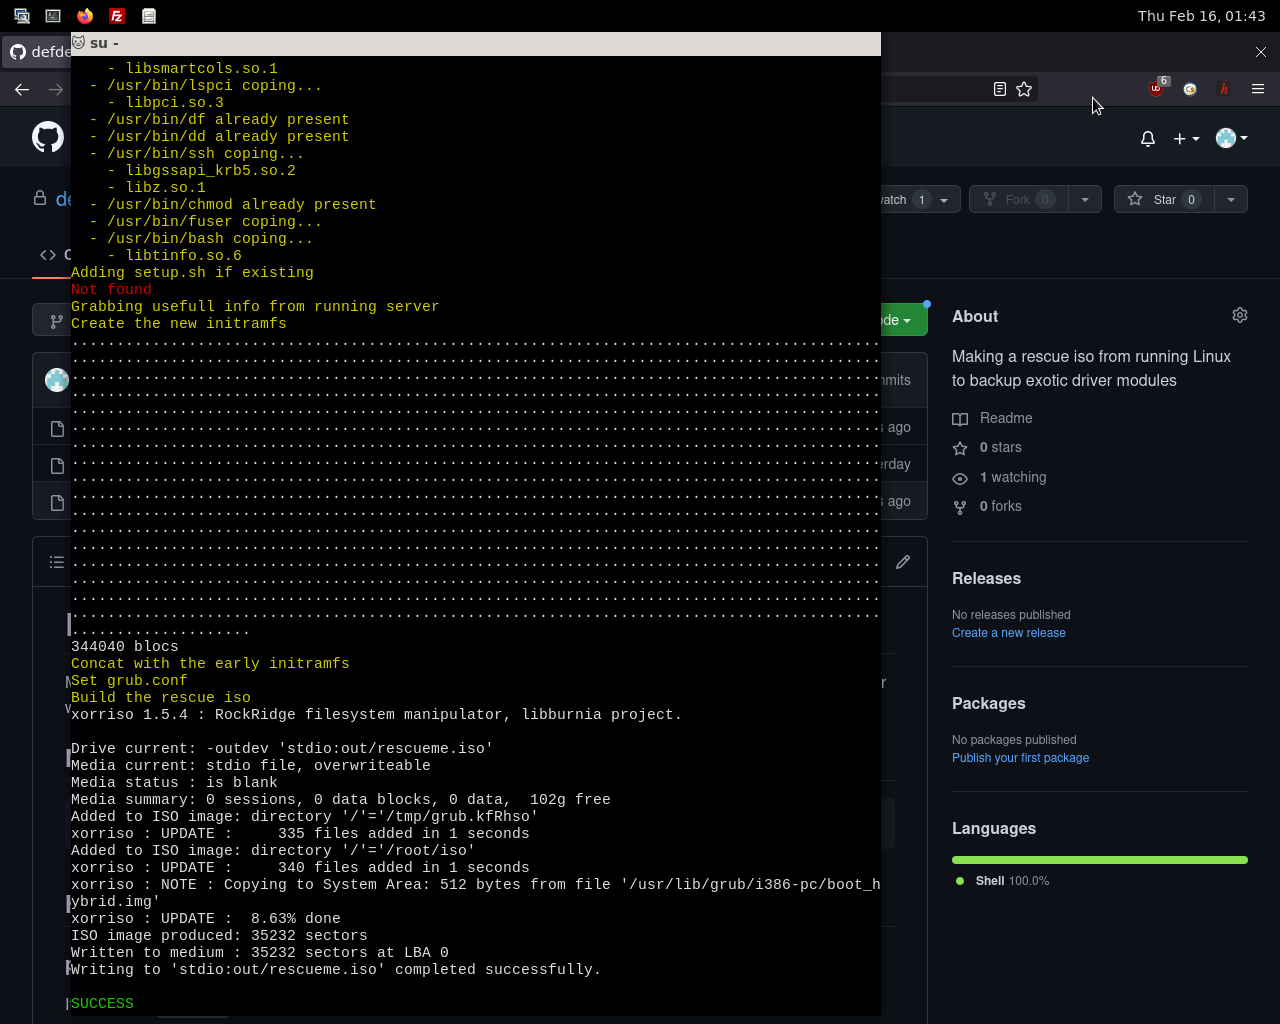 Thu Feb 16, 01:43
su -
- libsmartcols.so.1
- /usr/bin/lspci coping...
- libpci.so.3
- /usr/bin/df already present
- /usr/bin/dd already present
- /usr/bin/ssh coping...
- libgssapi_krb5.so.2
- libz.so.1
- /usr/bin/chmod already present
- /usr/bin/fuser coping...
- /usr/bin/bash coping...
- libtinfo.so.6
Adding setup.sh if existing
Not found
Grabbing usefull info from running server
Create the new initramfs
344040 blocs
Concat with the early initramfs
Set grub.conf
Build the rescue iso
xorriso 1.5.4 : RockRidge filesystem manipulator, libburnia project.
Drive current: -outdev 'stdio:out/rescueme.iso'
Media current: stdio file, overwriteable
Media status : is blank
Media summary: 0 sessions, 0 data blocks, 0 data,  102g free
Added to ISO image: directory '/'='/tmp/grub.kfRhso'
xorriso : UPDATE :     335 files added in 1 seconds
Added to ISO image: directory '/'='/root/iso'
xorriso : UPDATE :     340 files added in 1 seconds
xorriso : NOTE : Copying to System Area: 512 bytes from file '/usr/lib/grub/i386-pc/boot_h
ybrid.img'
xorriso : UPDATE :  8.63% done
ISO image produced: 35232 sectors
Written to medium : 35232 sectors at LBA 0
Writing to 'stdio:out/rescueme.iso' completed successfully.
SUCCESS
defde
6
de
atch 1
Fork 0
Star 0
ode
mmits
s ago
rday
s ago
About
Making a rescue iso from running Linux
to backup exotic driver modules
Readme
0 stars
1 watching
0 forks
Releases
No releases published
Create a new release
Packages
No packages published
Publish your first package
Languages
Shell 100.0%